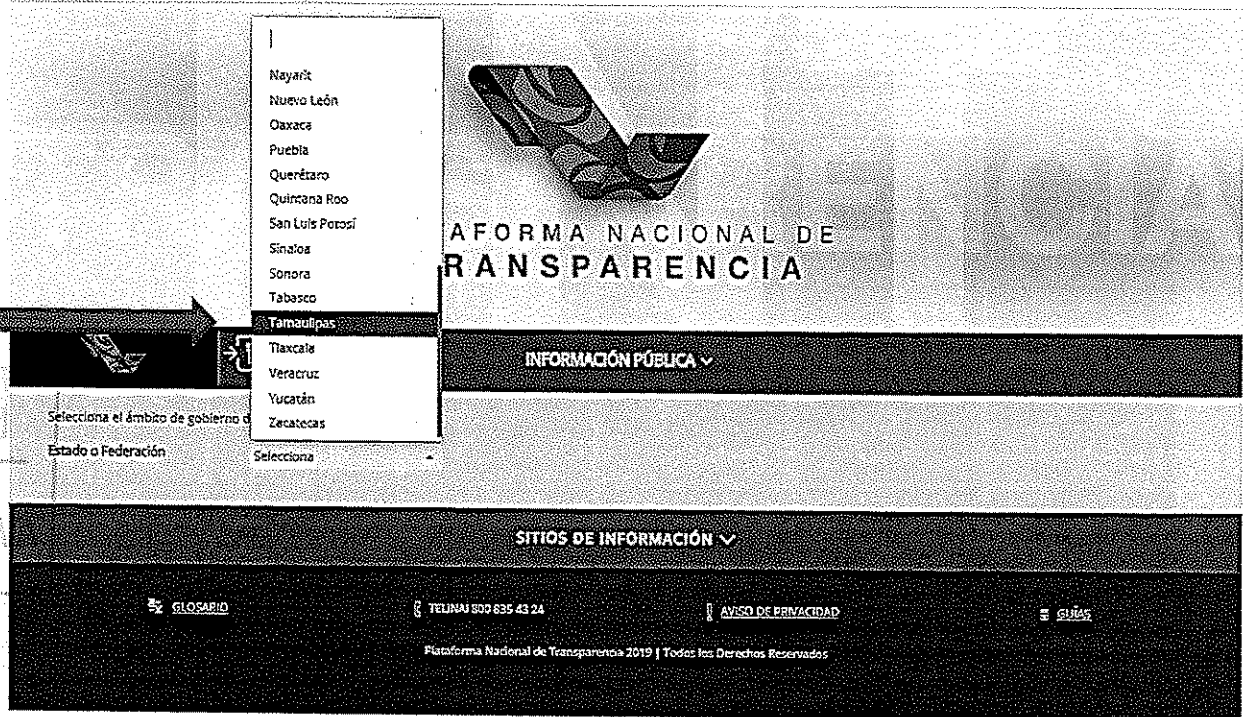 Nayarit
Nuevo León
Oaxaca
Puebla
Querétaro
Quintana Roo
San Luis Potosí
Sinaloa
Sonora
Tabasco
Tamaulipas
Tlaxcala
Veracruz
Yucatán
Zacatecas
AFORMA NACIONAL DE
RANSPARENCIA
INFORMACIÓN PÚBLICA
Selecciona el ámbito de gobierno d
Estado o Federación
Selecciona
SITIOS DE INFORMACIÓN
GLOSARIO
TELINAI 800 835 43 24
AVISO DE PRIVACIDAD
GUÍAS
Plataforma Nacional de Transparencia 2019 | Todos los Derechos Reservados